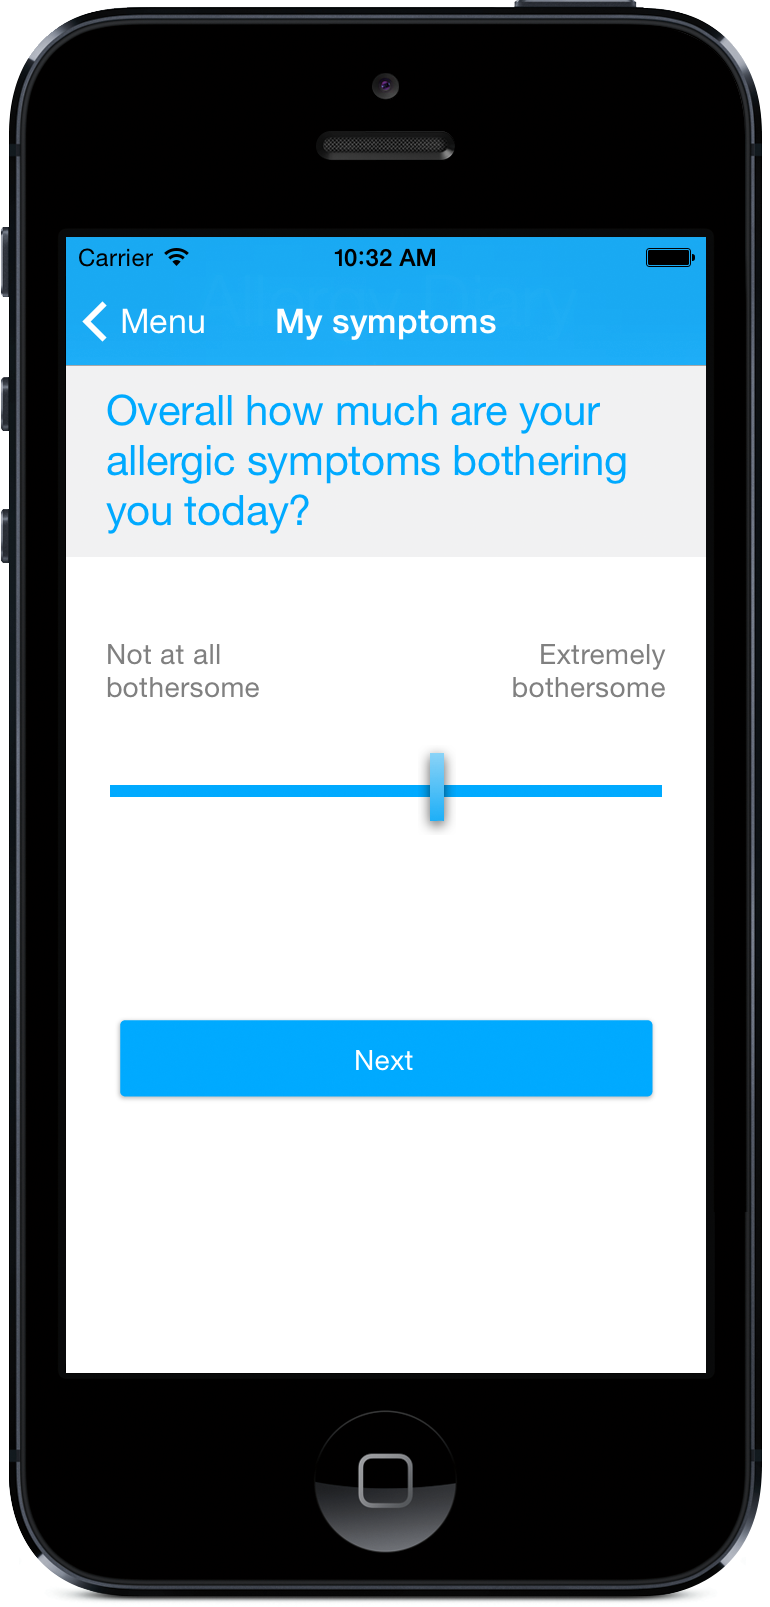 Carrier 10:32 AM
Menu My symptoms
Overall how much are your
allergic symptoms bothering
you today?
Not at all Extremely
bothersome bothersome
Next